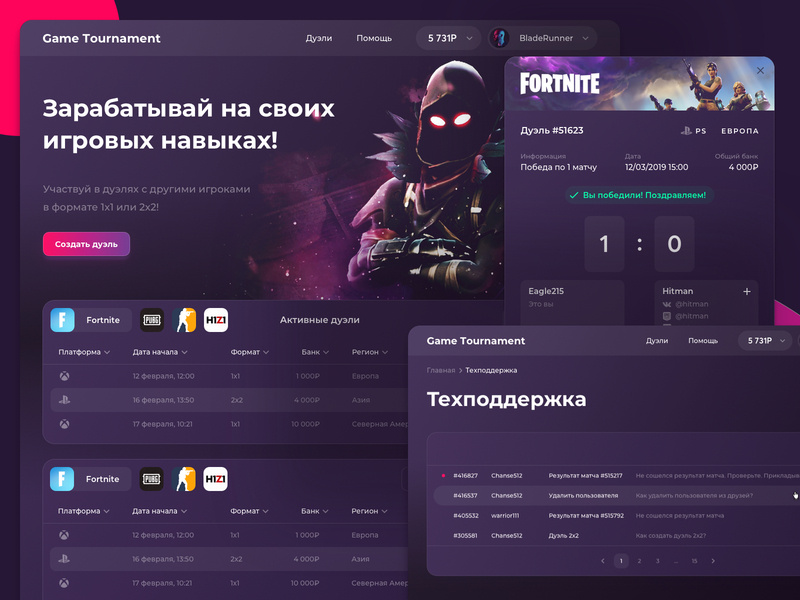 Game Tournament
Дуэли
Помощь
5 731Р
BladeRunner
Зарабатывай на своих
игровых навыках!
Участвуй в дуэлях с другими игроками
в формате 1x1 или 2x2!
Создать дуэль
F Fortnite
PUBG
H1Z1
Активные дуэли
Платформа
Дата начала
Формат
Банк
Регион
12 февраля, 12:00 1x1 1 000₽ Европа
16 февраля, 13:50 2x2 4 000₽ Азия
17 февраля, 10:21 1x1 10 000₽ Северная Амер
F Fortnite
PUBG
H1Z1
Платформа
Дата начала
Формат
Банк
Регион
12 февраля, 12:00 1x1 1 000₽ Европа
16 февраля, 13:50 2x2 4 000₽ Азия
17 февраля, 10:21 1x1 10 000₽ Северная Амер
FORTNITE
Дуэль #51623
PS ЕВРОПА
Информация Дата Общий банк
Победа по 1 матчу 12/03/2019 15:00 4 000₽
Вы победили! Поздравляем!
1 : 0
Eagle215
Это вы
Hitman
@hitman
@hitman
Game Tournament
Дуэли
Помощь
5 731Р
Главная
Техподдержка
Техподдержка
#416827 Chanse512 Результат матча #515217 Не сошелся результат матча. Проверьте. Прикладыв
#416537 Chanse512 Удалить пользователя Как удалить пользователя из друзей?
#405532 warrior111 Результат матча #515792 Не сошелся результат матча
#305581 Chanse512 Дуэль 2x2 Как создать дуэль 2x2?
1 2 3 ... 15